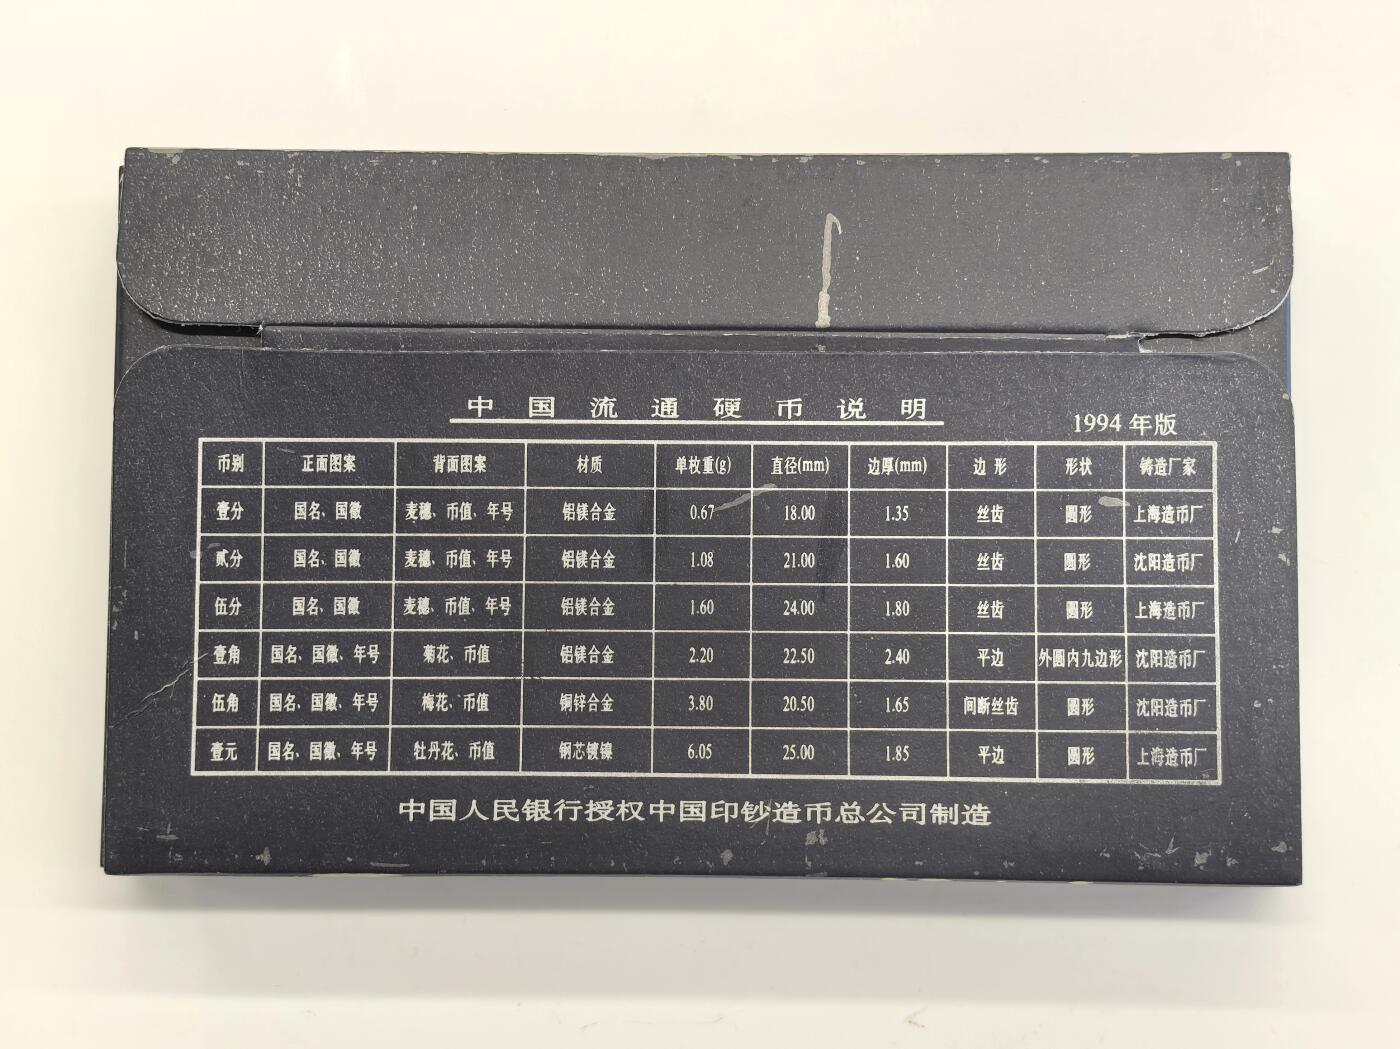 中国流通硬币说明
1994年版
币别 正面图案 背面图案 材质 单枚重(g) 直径(mm) 边厚(mm) 边形 形状 铸造厂家
壹分 国名、国徽 麦穗、币值、年号 铝镁合金 0.67 18.00 1.35 丝齿 圆形 上海造币厂
贰分 国名、国徽 麦穗、币值、年号 铝镁合金 1.08 21.00 1.60 丝齿 圆形 沈阳造币厂
伍分 国名、国徽 麦穗、币值、年号 铝镁合金 1.60 24.00 1.80 丝齿 圆形 上海造币厂
壹角 国名、国徽、年号 菊花、币值 铝镁合金 2.20 22.50 2.40 平边 外圆内九边形 沈阳造币厂
伍角 国名、国徽、年号 梅花、币值 铜锌合金 3.80 20.50 1.65 间断丝齿 圆形 沈阳造币厂
壹元 国名、国徽、年号 牡丹花、币值 钢芯镀镍 6.05 25.00 1.85 平边 圆形 上海造币厂
中国人民银行授权中国印钞造币总公司制造